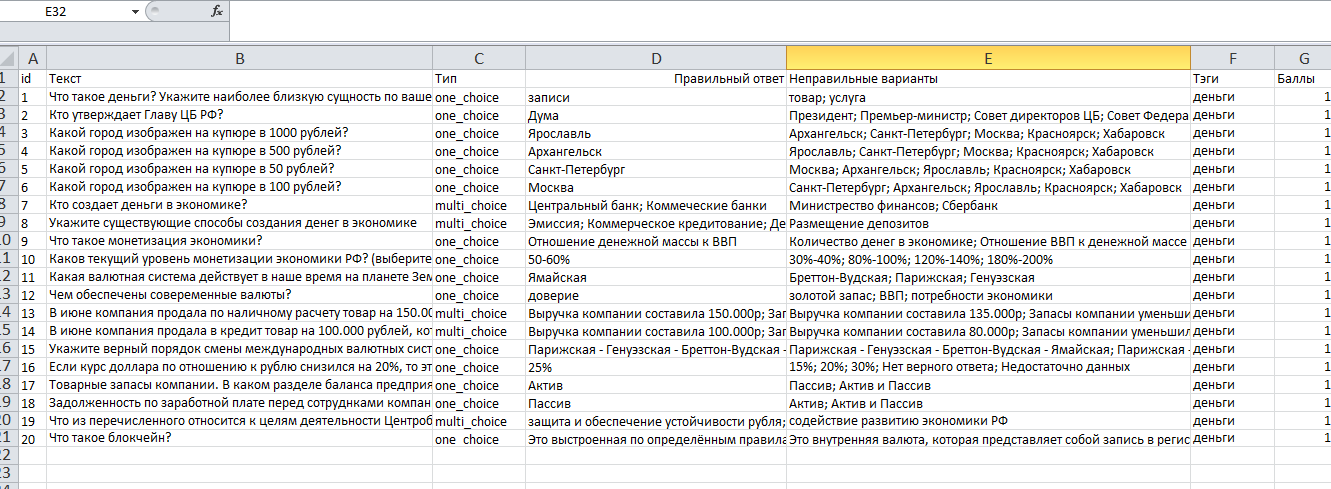 E32 fx
A B C D E F G
1 id Текст Тип Правильный ответ Неправильные варианты Тэги Баллы
2 1 Что такое деньги? Укажите наиболее близкую сущность по ваше one_choice записи товар; услуга деньги 1
3 2 Кто утверждает Главу ЦБ РФ? one_choice Дума Президент; Премьер-министр; Совет директоров ЦБ; Совет Федера деньги 1
4 3 Какой город изображен на купюре в 1000 рублей? one_choice Ярославль Архангельск; Санкт-Петербург; Москва; Красноярск; Хабаровск деньги 1
5 4 Какой город изображен на купюре в 500 рублей? one_choice Архангельск Ярославль; Санкт-Петербург; Москва; Красноярск; Хабаровск деньги 1
6 5 Какой город изображен на купюре в 50 рублей? one_choice Санкт-Петербург Москва; Архангельск; Ярославль; Красноярск; Хабаровск деньги 1
7 6 Какой город изображен на купюре в 100 рублей? one_choice Москва Санкт-Петербург; Архангельск; Ярославль; Красноярск; Хабаровск деньги 1
8 7 Кто создает деньги в экономике? multi_choice Центральный банк; Коммеческие банки Министрество финансов; Сбербанк деньги 1
9 8 Укажите существующие способы создания денег в экономике multi_choice Эмиссия; Коммерческое кредитование; Де Размещение депозитов деньги 1
10 9 Что такое монетизация экономики? one_choice Отношение денежной массы к ВВП Количество денег в экономике; Отношение ВВП к денежной массе деньги 1
11 10 Каков текущий уровень монетизации экономики РФ? (выберите one_choice 50-60% 30%-40%; 80%-100%; 120%-140%; 180%-200% деньги 1
12 11 Какая валютная система действует в наше время на планете Зем one_choice Ямайская Бреттон-Вудская; Парижская; Генуэзская деньги 1
13 12 Чем обеспечены совеременные валюты? one_choice доверие золотой запас; ВВП; потребности экономики деньги 1
14 13 В июне компания продала по наличному расчету товар на 150.00 multi_choice Выручка компании составила 150.000р; Зап Выручка компании составила 135.000р; Запасы компании уменьши деньги 1
15 14 В июне компания продала в кредит товар на 100.000 рублей, ко multi_choice Выручка компании составила 100.000р; Зап Выручка компании составила 80.000р; Запасы компании уменьшил деньги 1
16 15 Укажите верный порядок смены международных валютных сист one_choice Парижская - Генуэзская - Бреттон-Вудская - Парижская - Генуэзская - Бреттон-Вудская - Ямайская; Парижская - деньги 1
17 16 Если курс доллара по отношению к рублю снизился на 20%, то эт one_choice 25% 15%; 20%; 30%; Нет верного ответа; Недостаточно данных деньги 1
18 17 Товарные запасы компании. В каком разделе баланса предпри one_choice Актив Пассив; Актив и Пассив деньги 1
19 18 Задолженность по заработной плате перед сотруднками компан one_choice Пассив Актив; Актив и Пассив деньги 1
20 19 Что из перечисленного относится к целям деятельности Центроб multi_choice защита и обеспечение устойчивости рубля; содействие развитию экономики РФ деньги 1
21 20 Что такое блокчейн? one_choice Это выстроенная по определённым правила Это внутренняя валюта, которая представляет собой запись в регис деньги 1
22
23